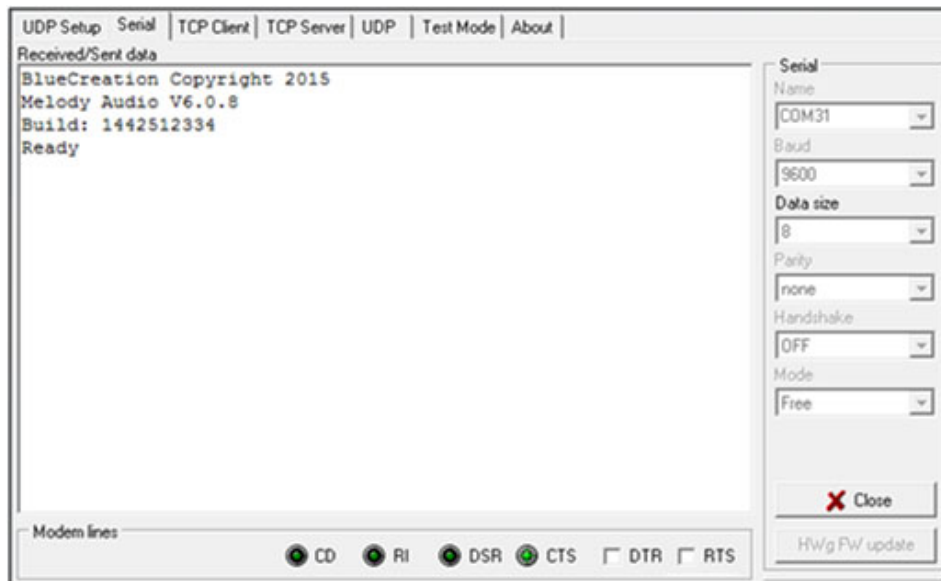 UDP Setup Serial TCP Client TCP Server UDP Test Mode About
Received/Sent data
BlueCreation Copyright 2015
Melody Audio V6.0.8
Build: 1442512334
Ready
Serial
Name
COM31
Baud
9600
Data size
8
Parity
none
Handshake
OFF
Mode
Free
Close
HWg FW update
Modem lines
CD RI DSR CTS DTR RTS